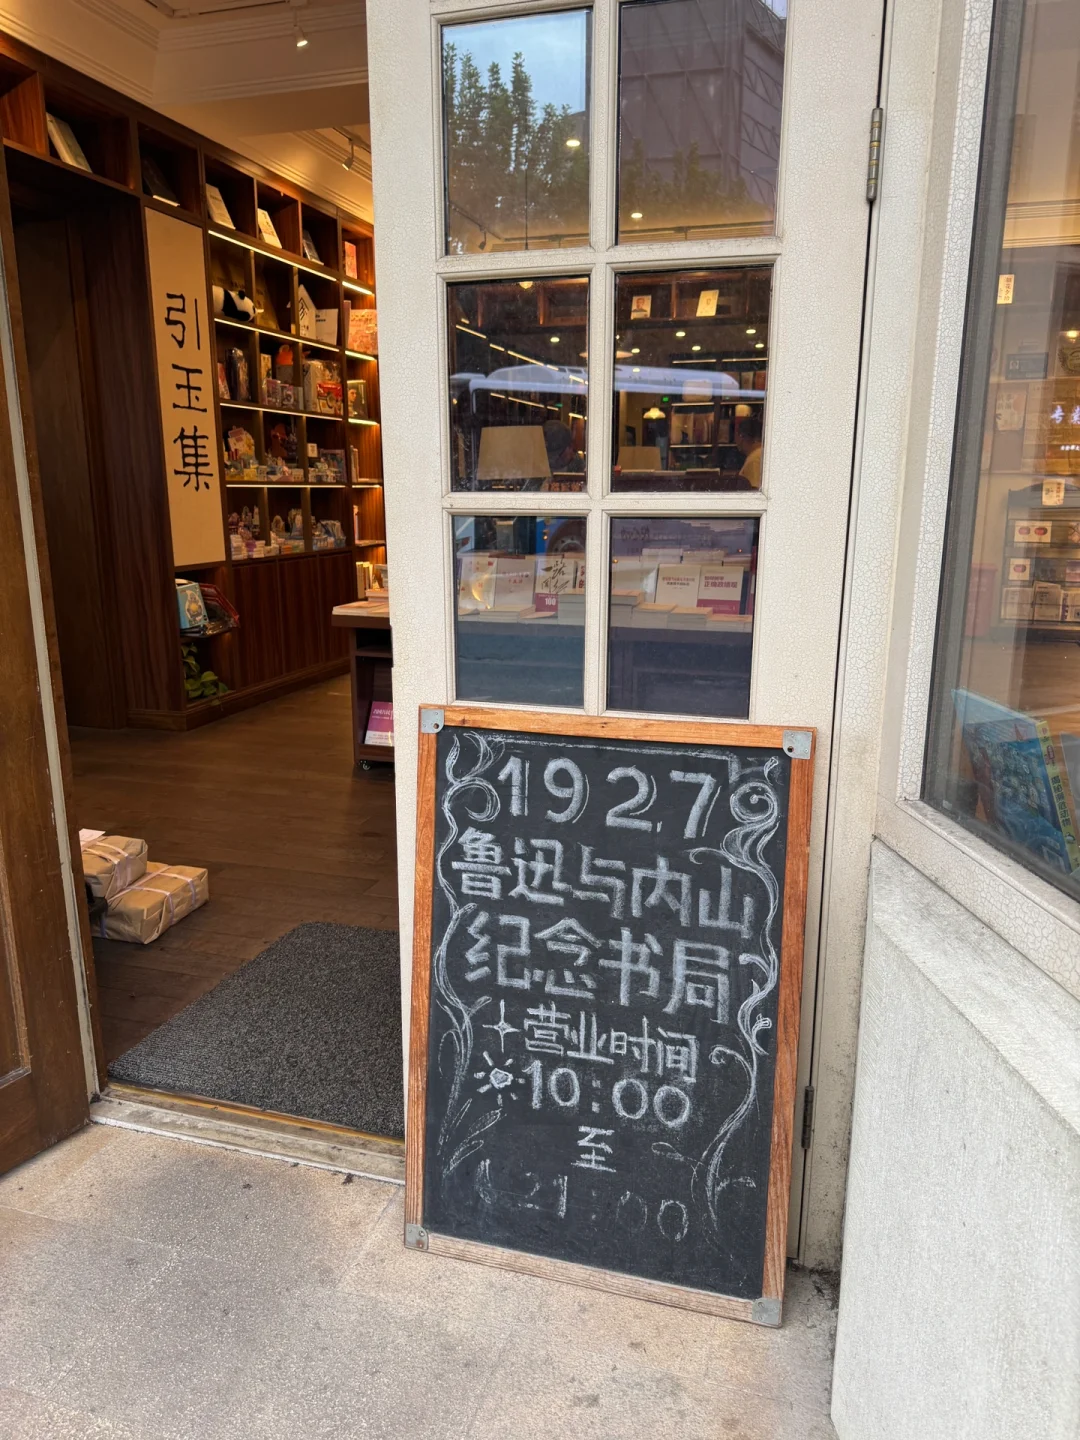 引玉集
1927
鲁迅与内山
纪念书局
营业时间
10:00
至
21:00